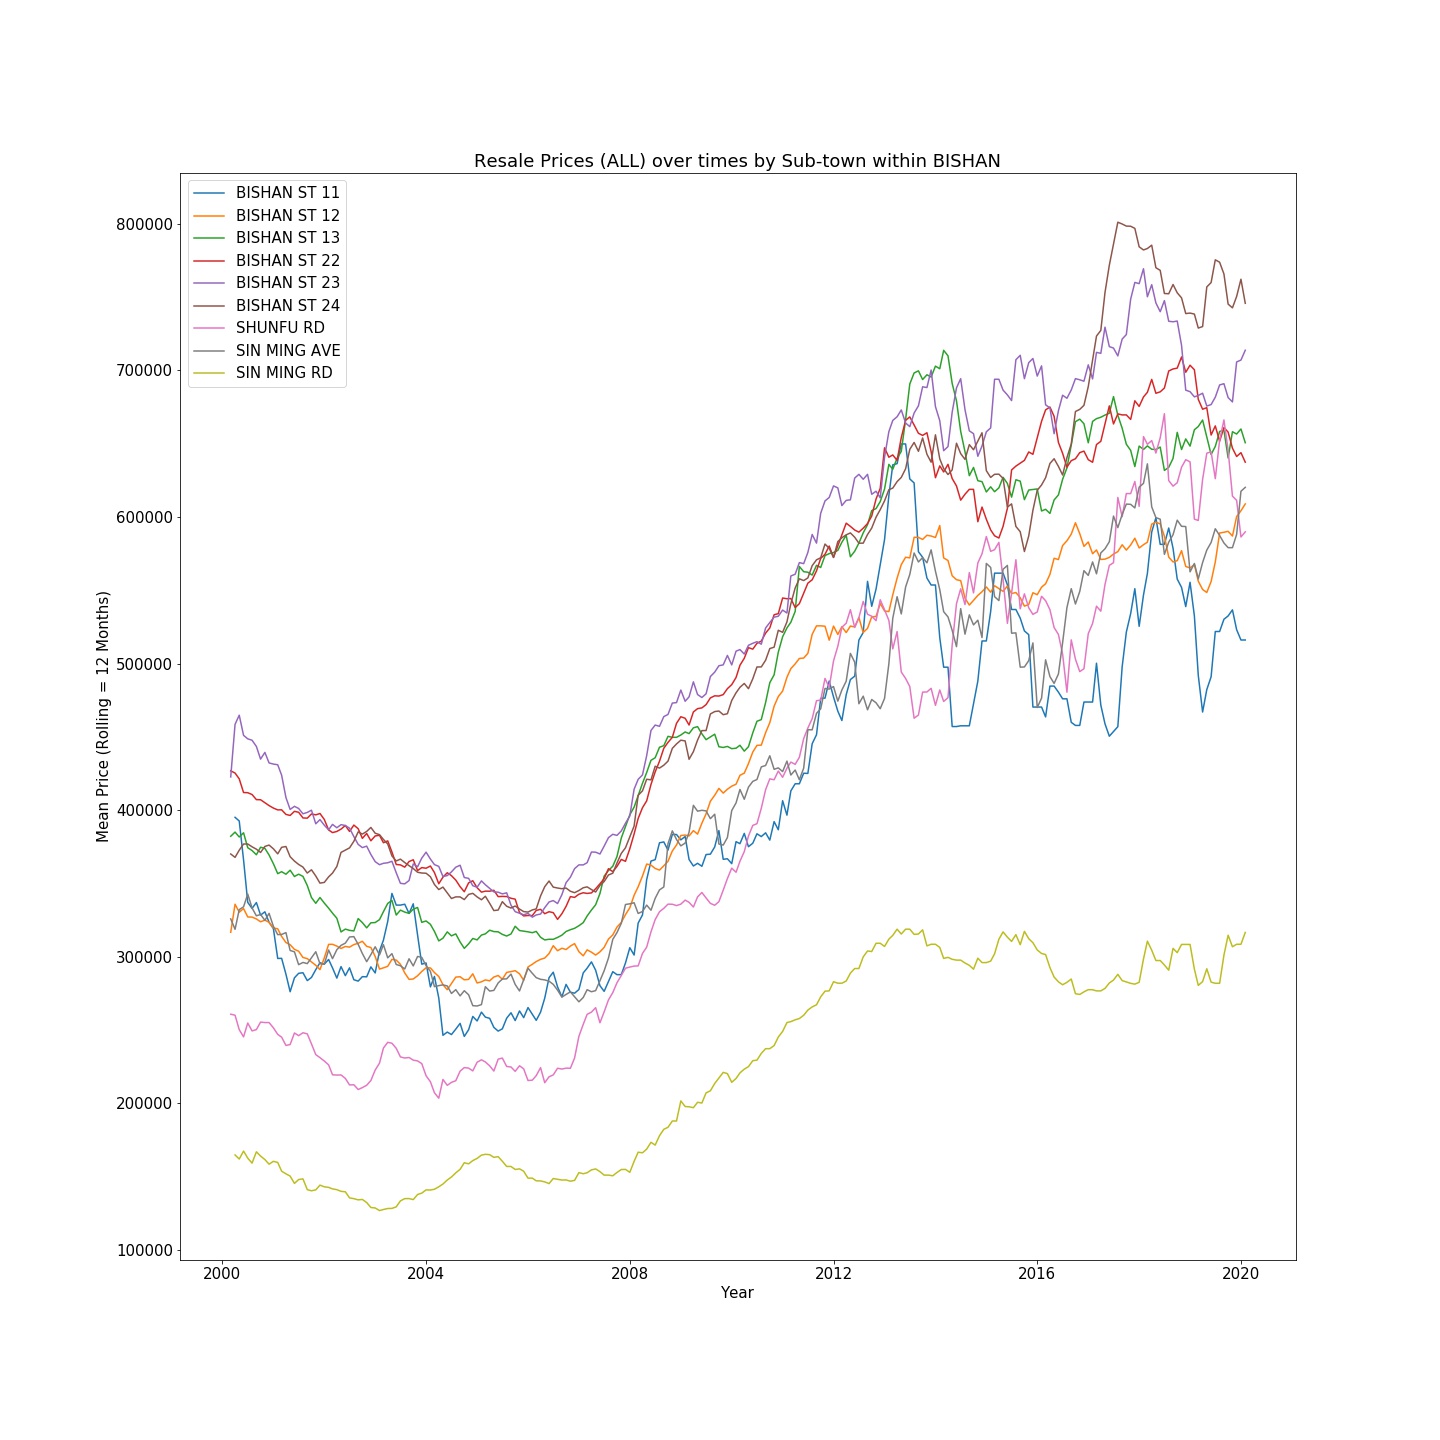 Resale Prices (ALL) over times by Sub-town within BISHAN
BISHAN ST 11
BISHAN ST 12
BISHAN ST 13
BISHAN ST 22
BISHAN ST 23
BISHAN ST 24
SHUNFU RD
SIN MING AVE
SIN MING RD
Mean Price (Rolling = 12 Months)
800000
700000
600000
500000
400000
300000
200000
100000
2000 2004 2008 2012 2016 2020
Year